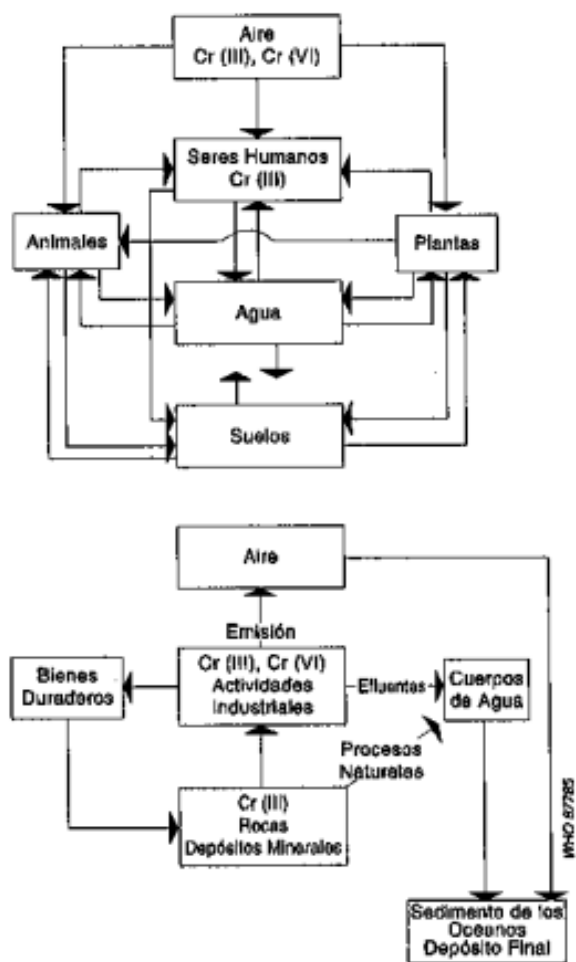 Aire
Cr (III), Cr (VI)
Seres Humanos
Cr (III)
Animales
Plantas
Agua
Suelos
Aire
Emisión
Cr (III), Cr (VI)
Actividades
Industriales
Bienes
Duraderos
Efluentes
Cuerpos
de Agua
Procesos
Naturales
Cr (III)
Rocas
Depósitos Minerales
WHO 87785
Sedimento de los
Océanos
Depósito Final